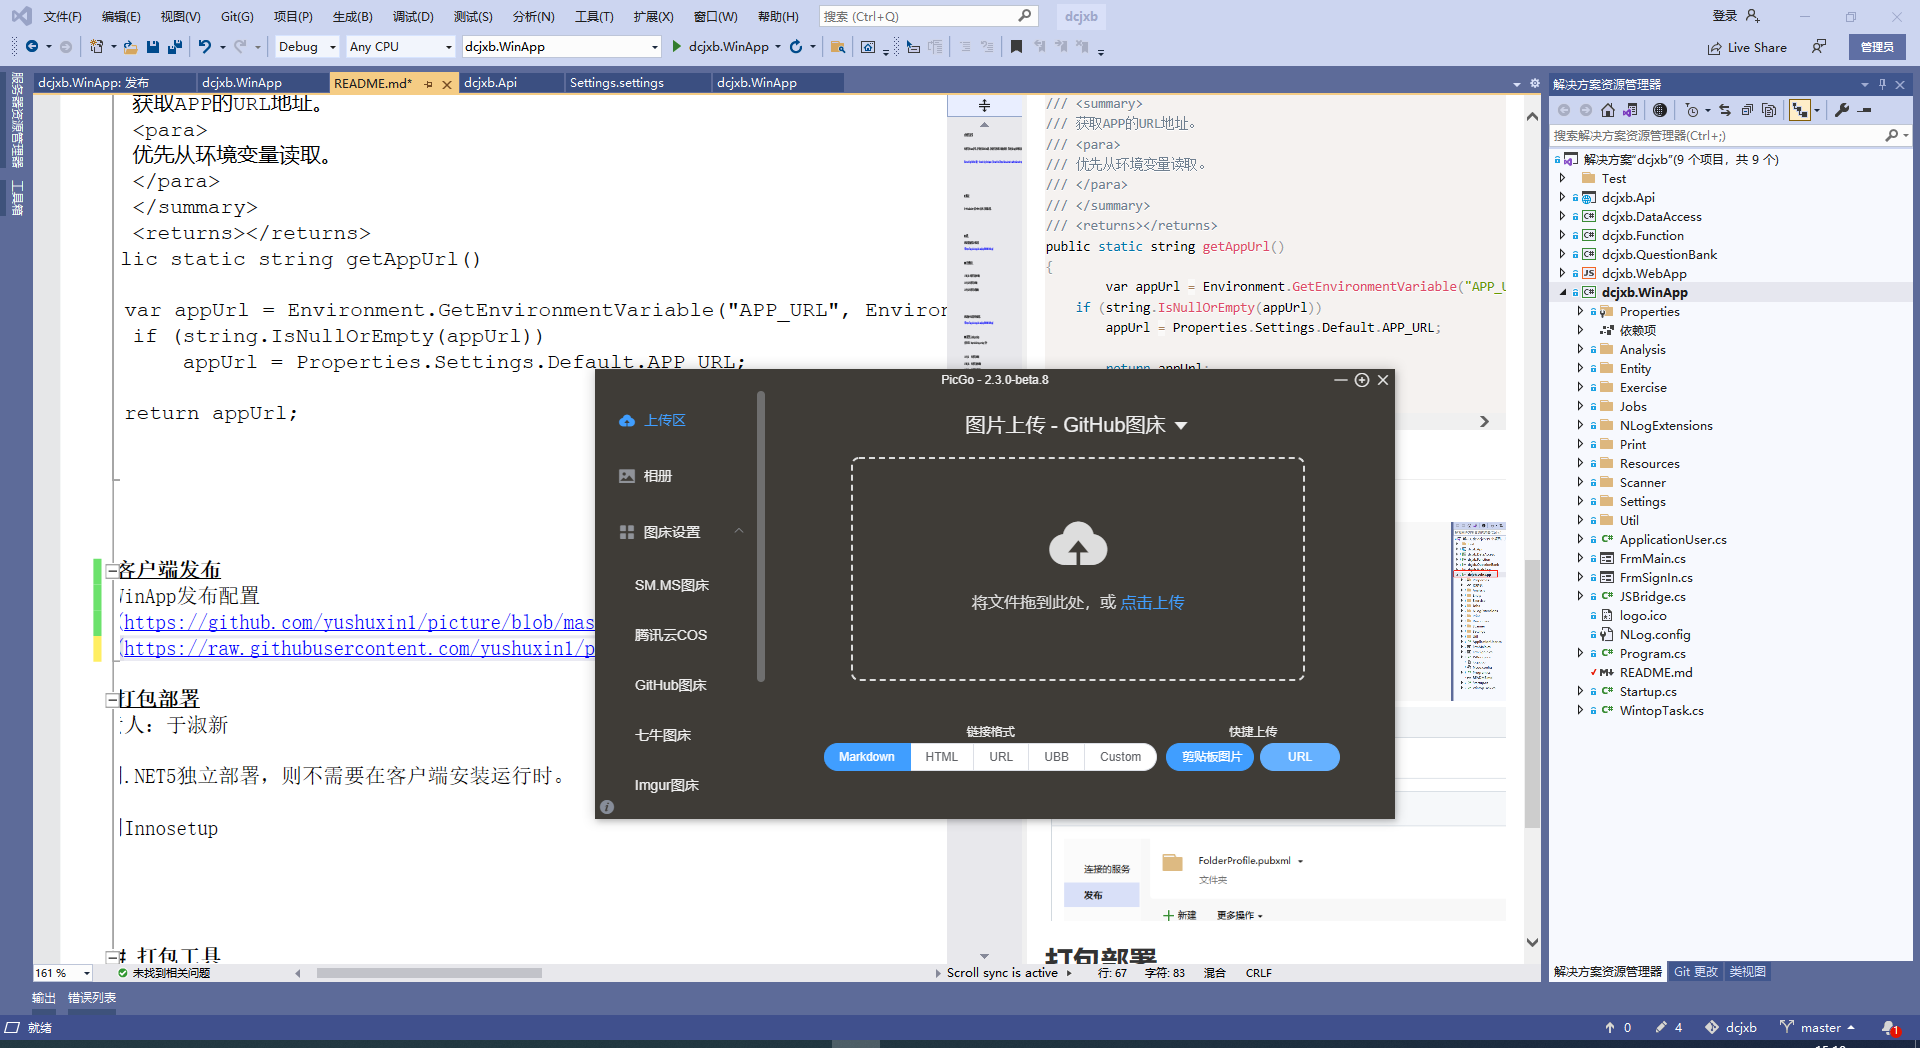 文件(F) 编辑(E) 视图(V) Git(G) 项目(P) 生成(B) 调试(D) 测试(S) 分析(N) 工具(T) 扩展(X) 窗口(W) 帮助(H) 搜索 (Ctrl+Q) dcjxb 登录
Debug Any CPU dcjxb.WinApp dcjxb.WinApp Live Share 管理员
服务器资源管理器
工具箱
dcjxb.WinApp: 发布 dcjxb.WinApp README.md* dcjxb.Api Settings.settings dcjxb.WinApp
获取APP的URL地址。
<para>
优先从环境变量读取。
</para>
</summary>
<returns></returns>
lic static string getAppUrl()
var appUrl = Environment.GetEnvironmentVariable("APP_URL", Environ
if (string.IsNullOrEmpty(appUrl))
appUrl = Properties.Settings.Default.APP_URL;
return appUrl;
客户端发布
WinApp发布配置
(https://github.com/yushuxin1/picture/blob/mas
(https://raw.githubusercontent.com/yushuxin1/p
打包部署
人：于淑新
.NET5独立部署，则不需要在客户端安装运行时。
Innosetup
# 打包工具
/// <summary>
/// 获取APP的URL地址。
/// <para>
/// 优先从环境变量读取。
/// </para>
/// </summary>
/// <returns></returns>
public static string getAppUrl()
{
var appUrl = Environment.GetEnvironmentVariable("APP_U
if (string.IsNullOrEmpty(appUrl))
appUrl = Properties.Settings.Default.APP_URL;
return appUrl;
PicGo - 2.3.0-beta.8
上传区
相册
图床设置
SM.MS图床
腾讯云COS
GitHub图床
七牛图床
Imgur图床
图片上传 - GitHub图床
将文件拖到此处，或 点击上传
链接格式 快捷上传
Markdown HTML URL UBB Custom 剪贴板图片 URL
连接的服务
发布
FolderProfile.pubxml
文件夹
新建 更多操作
打包部署
161 % 未找到相关问题 Scroll sync is active 行: 67 字符: 83 混合 CRLF
解决方案资源管理器
搜索解决方案资源管理器(Ctrl+;)
解决方案"dcjxb"(9 个项目，共 9 个)
Test
dcjxb.Api
dcjxb.DataAccess
dcjxb.Function
dcjxb.QuestionBank
dcjxb.WebApp
dcjxb.WinApp
Properties
依赖项
Analysis
Entity
Exercise
Jobs
NLogExtensions
Print
Resources
Scanner
Settings
Util
ApplicationUser.cs
FrmMain.cs
FrmSignIn.cs
JSBridge.cs
logo.ico
NLog.config
Program.cs
README.md
Startup.cs
WintopTask.cs
解决方案资源管理器 Git 更改 类视图
输出 错误列表
就绪 0 4 dcjxb master 1